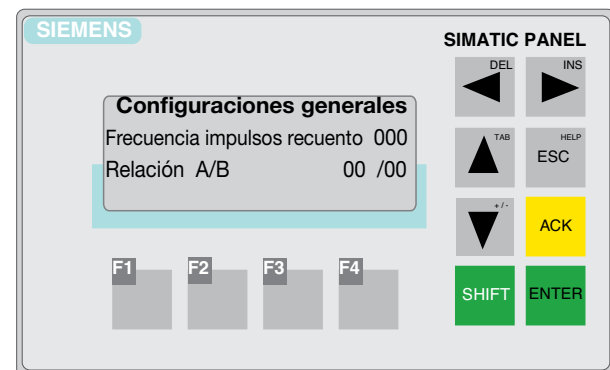 SIEMENS
SIMATIC PANEL
DEL
INS
Configuraciones generales
Frecuencia impulsos recuento 000
Relación A/B 00 /00
TAB
HELP
ESC
+/-
ACK
F1 F2 F3 F4
SHIFT
ENTER